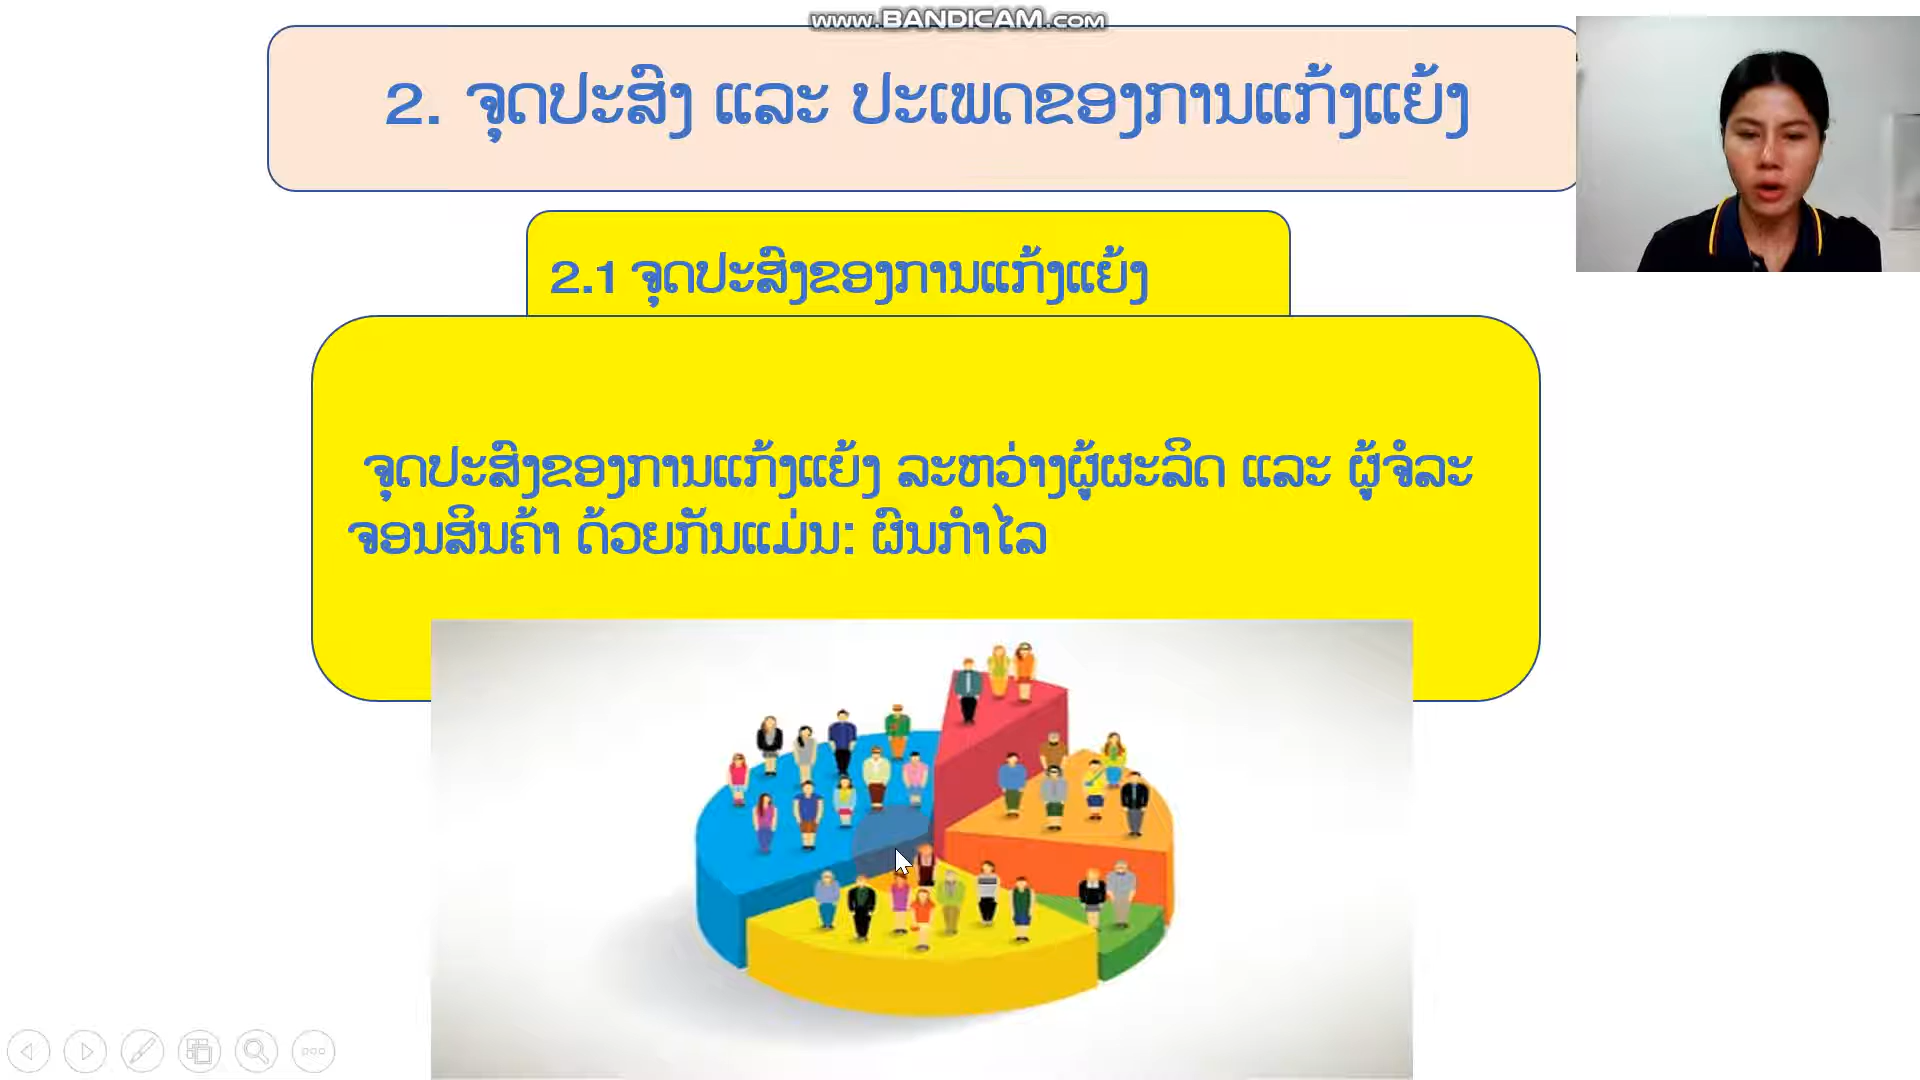 www.BANDICAM.com
2. ຈຸດປະສົງ ແລະ ປະເພດຂອງການແກ້ງແຍ້ງ
2.1 ຈຸດປະສົງຂອງການແກ້ງແຍ້ງ
ຈຸດປະສົງຂອງການແກ້ງແຍ້ງ ລະຫວ່າງຜູ້ຜະລິດ ແລະ ຜູ້ຈໍລະ
ຈອນສິນຄ້າ ດ້ວຍກັນແມ່ນ: ຜົນກຳໄລ